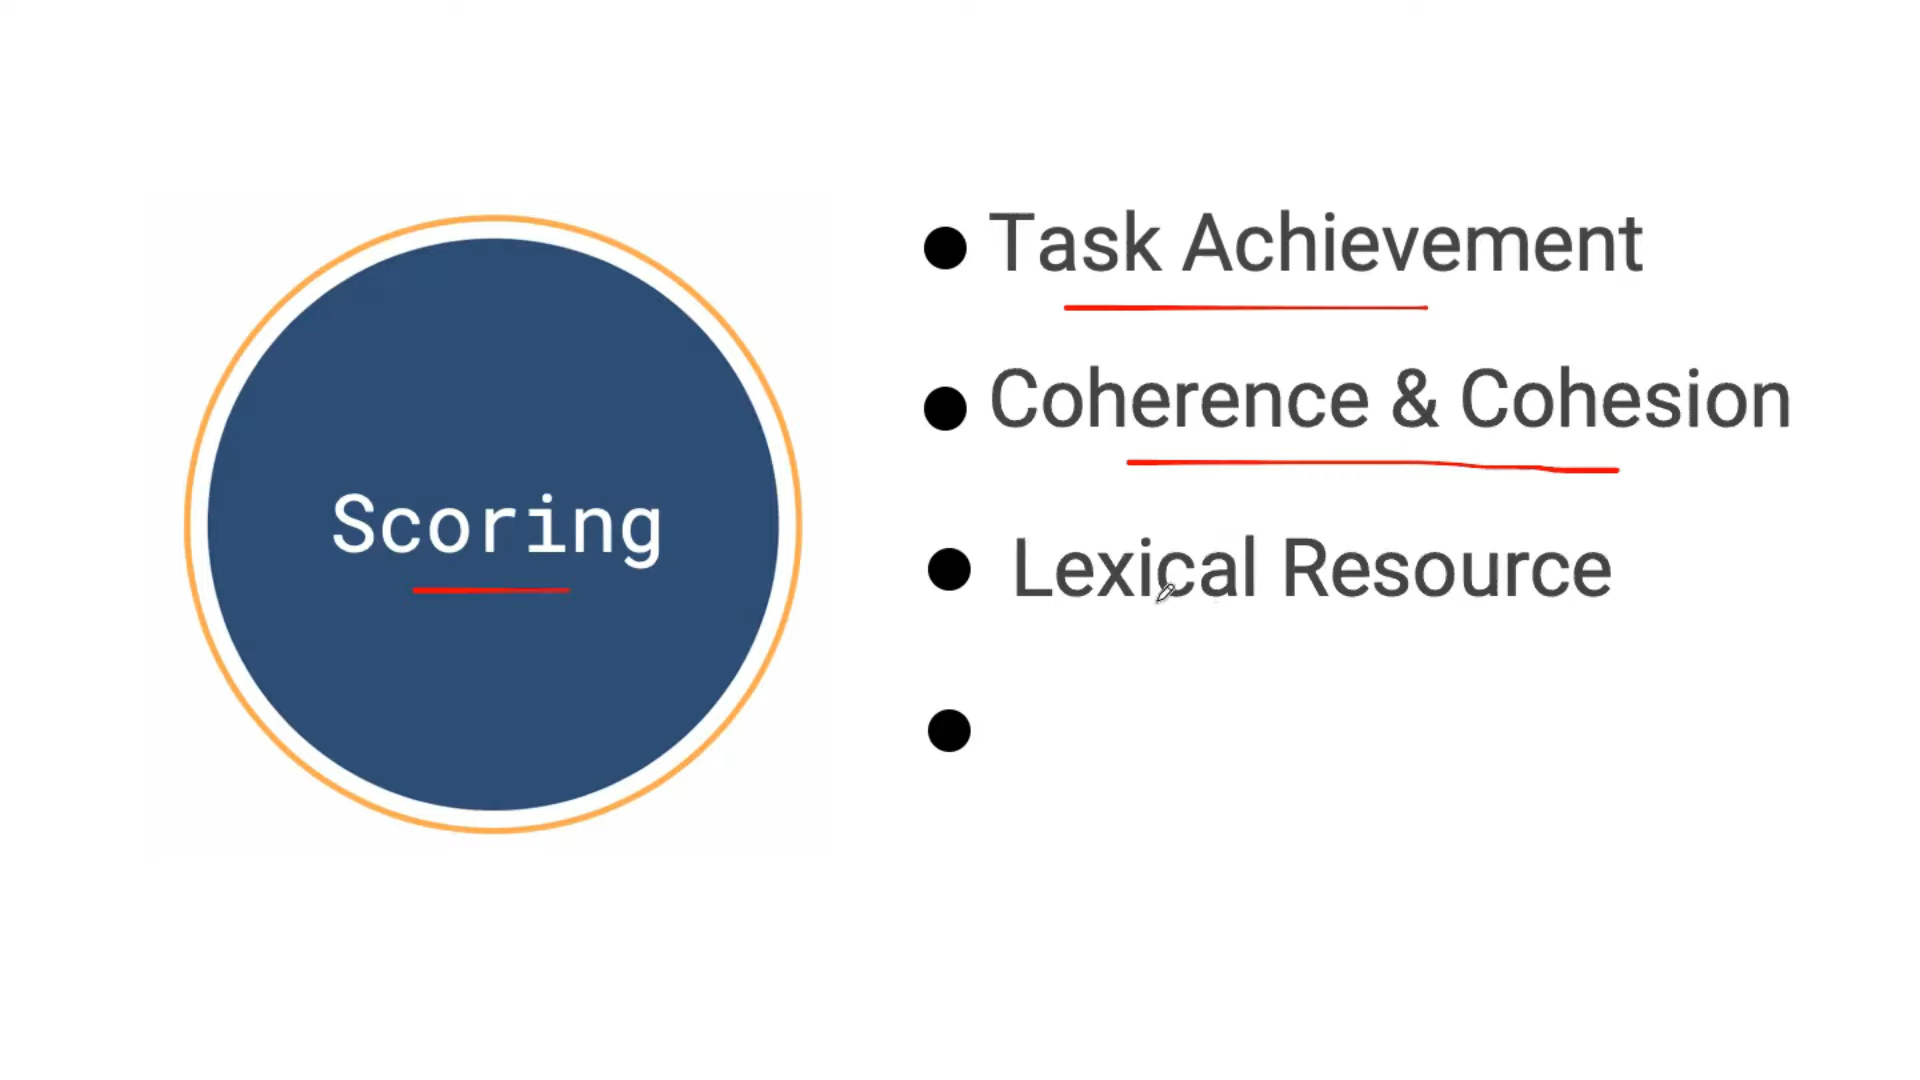 Scoring
Task Achievement
Coherence & Cohesion
Lexical Resource